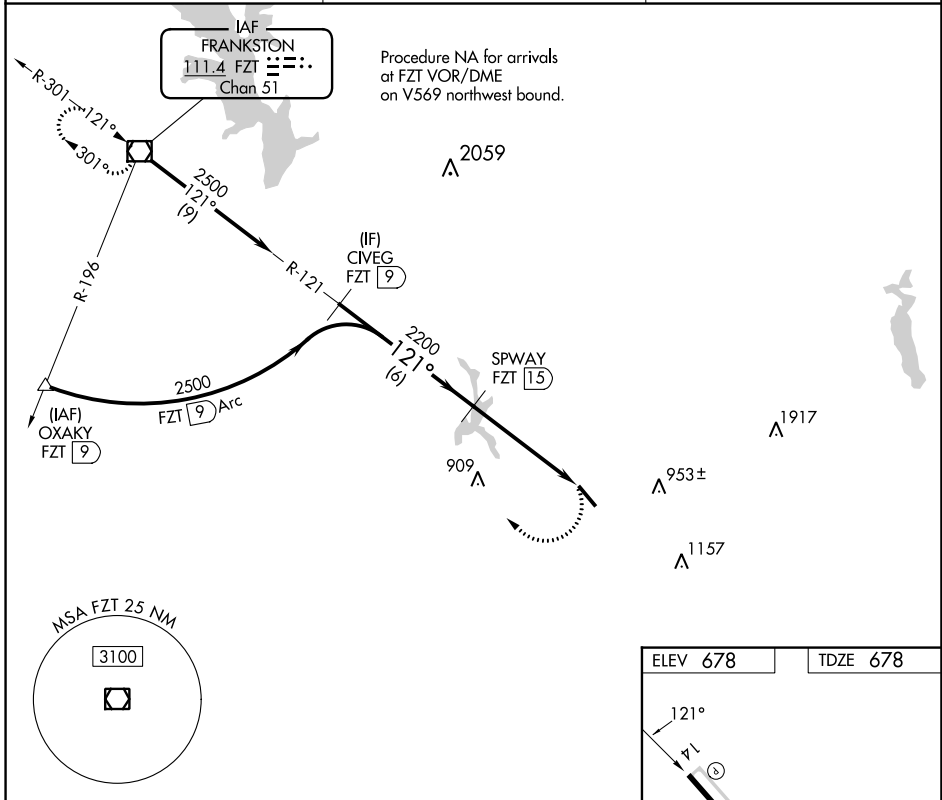 IAF
FRANKSTON
111.4 FZT
Chan 51
Procedure NA for arrivals
at FZT VOR/DME
on V569 northwest bound.
R-301
121°
301°
2059
2500
121°
(9)
R-196
R-121
(IF)
CIVEG
FZT 9
2200
121°
(6)
SPWAY
FZT 15
2500
FZT 9 Arc
(IAF)
OXAKY
FZT 9
1917
909
953±
1157
MSA FZT 25 NM
3100
ELEV 678
TDZE 678
121°
14
P